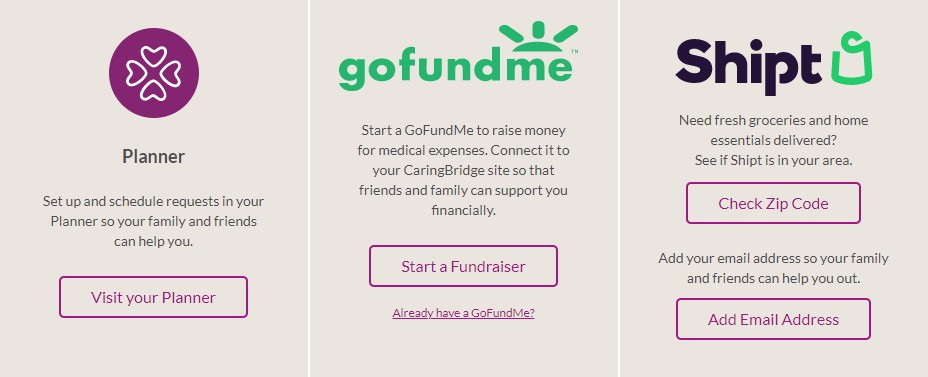 Planner
Set up and schedule requests in your
Planner so your family and friends
can help you.
Visit your Planner
gofundme™
Start a GoFundMe to raise money
for medical expenses. Connect it to
your CaringBridge site so that
friends and family can support you
financially.
Start a Fundraiser
Already have a GoFundMe?
Shipt
Need fresh groceries and home
essentials delivered?
See if Shipt is in your area.
Check Zip Code
Add your email address so your family
and friends can help you out.
Add Email Address